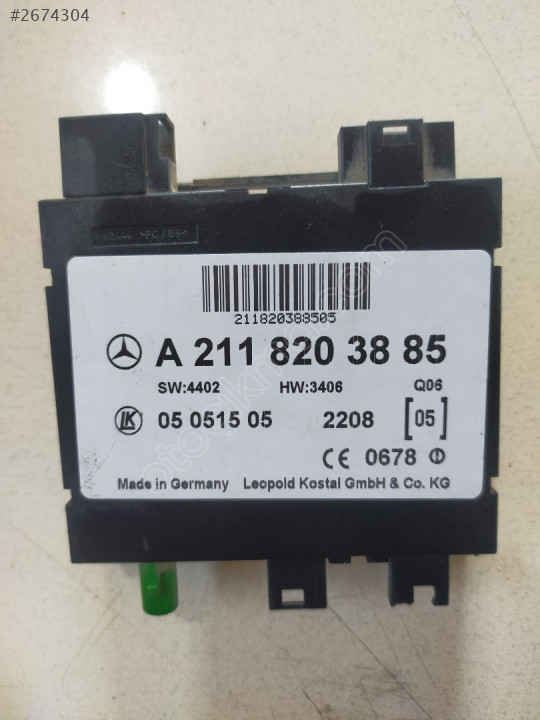 #2674304
211820388505
A 211 820 38 85
SW:4402 HW:3406 Q06
LK 05 0515 05 2208 [05]
CE 0678
Made in Germany Leopold Kostal GmbH & Co. KG